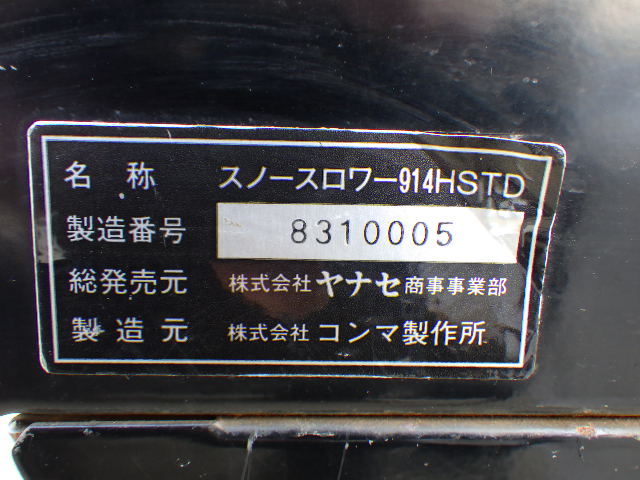 名称 スノースロワー914HSTD
製造番号 8310005
総発売元 株式会社 ヤナセ 商事事業部
製造元 株式会社 コンマ製作所